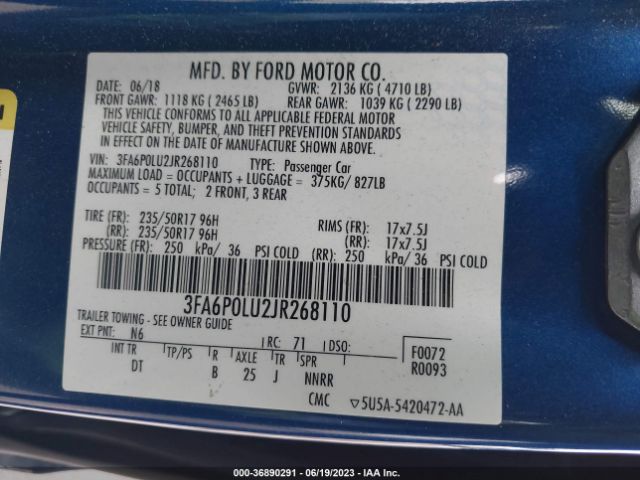 MFD. BY FORD MOTOR CO.
DATE: 06/18 GVWR: 2136 KG ( 4710 LB)
FRONT GAWR: 1118 KG ( 2465 LB) REAR GAWR: 1039 KG ( 2290 LB)
THIS VEHICLE CONFORMS TO ALL APPLICABLE FEDERAL MOTOR
VEHICLE SAFETY, BUMPER, AND THEFT PREVENTION STANDARDS
IN EFFECT ON THE DATE OF MANUFACTURE SHOWN ABOVE.
VIN: 3FA6P0LU2JR268110 TYPE: Passenger Car
MAXIMUM LOAD = OCCUPANTS + LUGGAGE = 375KG/ 827LB
OCCUPANTS = 5 TOTAL; 2 FRONT, 3 REAR
TIRE (FR): 235/50R17 96H RIMS (FR): 17x7.5J
(RR): 235/50R17 96H (RR): 17x7.5J
PRESSURE (FR): 250 kPa/ 36 PSI COLD (RR): 250 kPa/ 36 PSI COLD
3FA6P0LU2JR268110
TRAILER TOWING - SEE OWNER GUIDE
EXT PNT: N6 RC: 71 DSO: F0072
INT TR TP/PS R AXLE TR SPR R0093
DT B 25 J NNRR
CMC ▽5U5A-5420472-AA
000-36890291 - 06/19/2023 - IAA Inc.